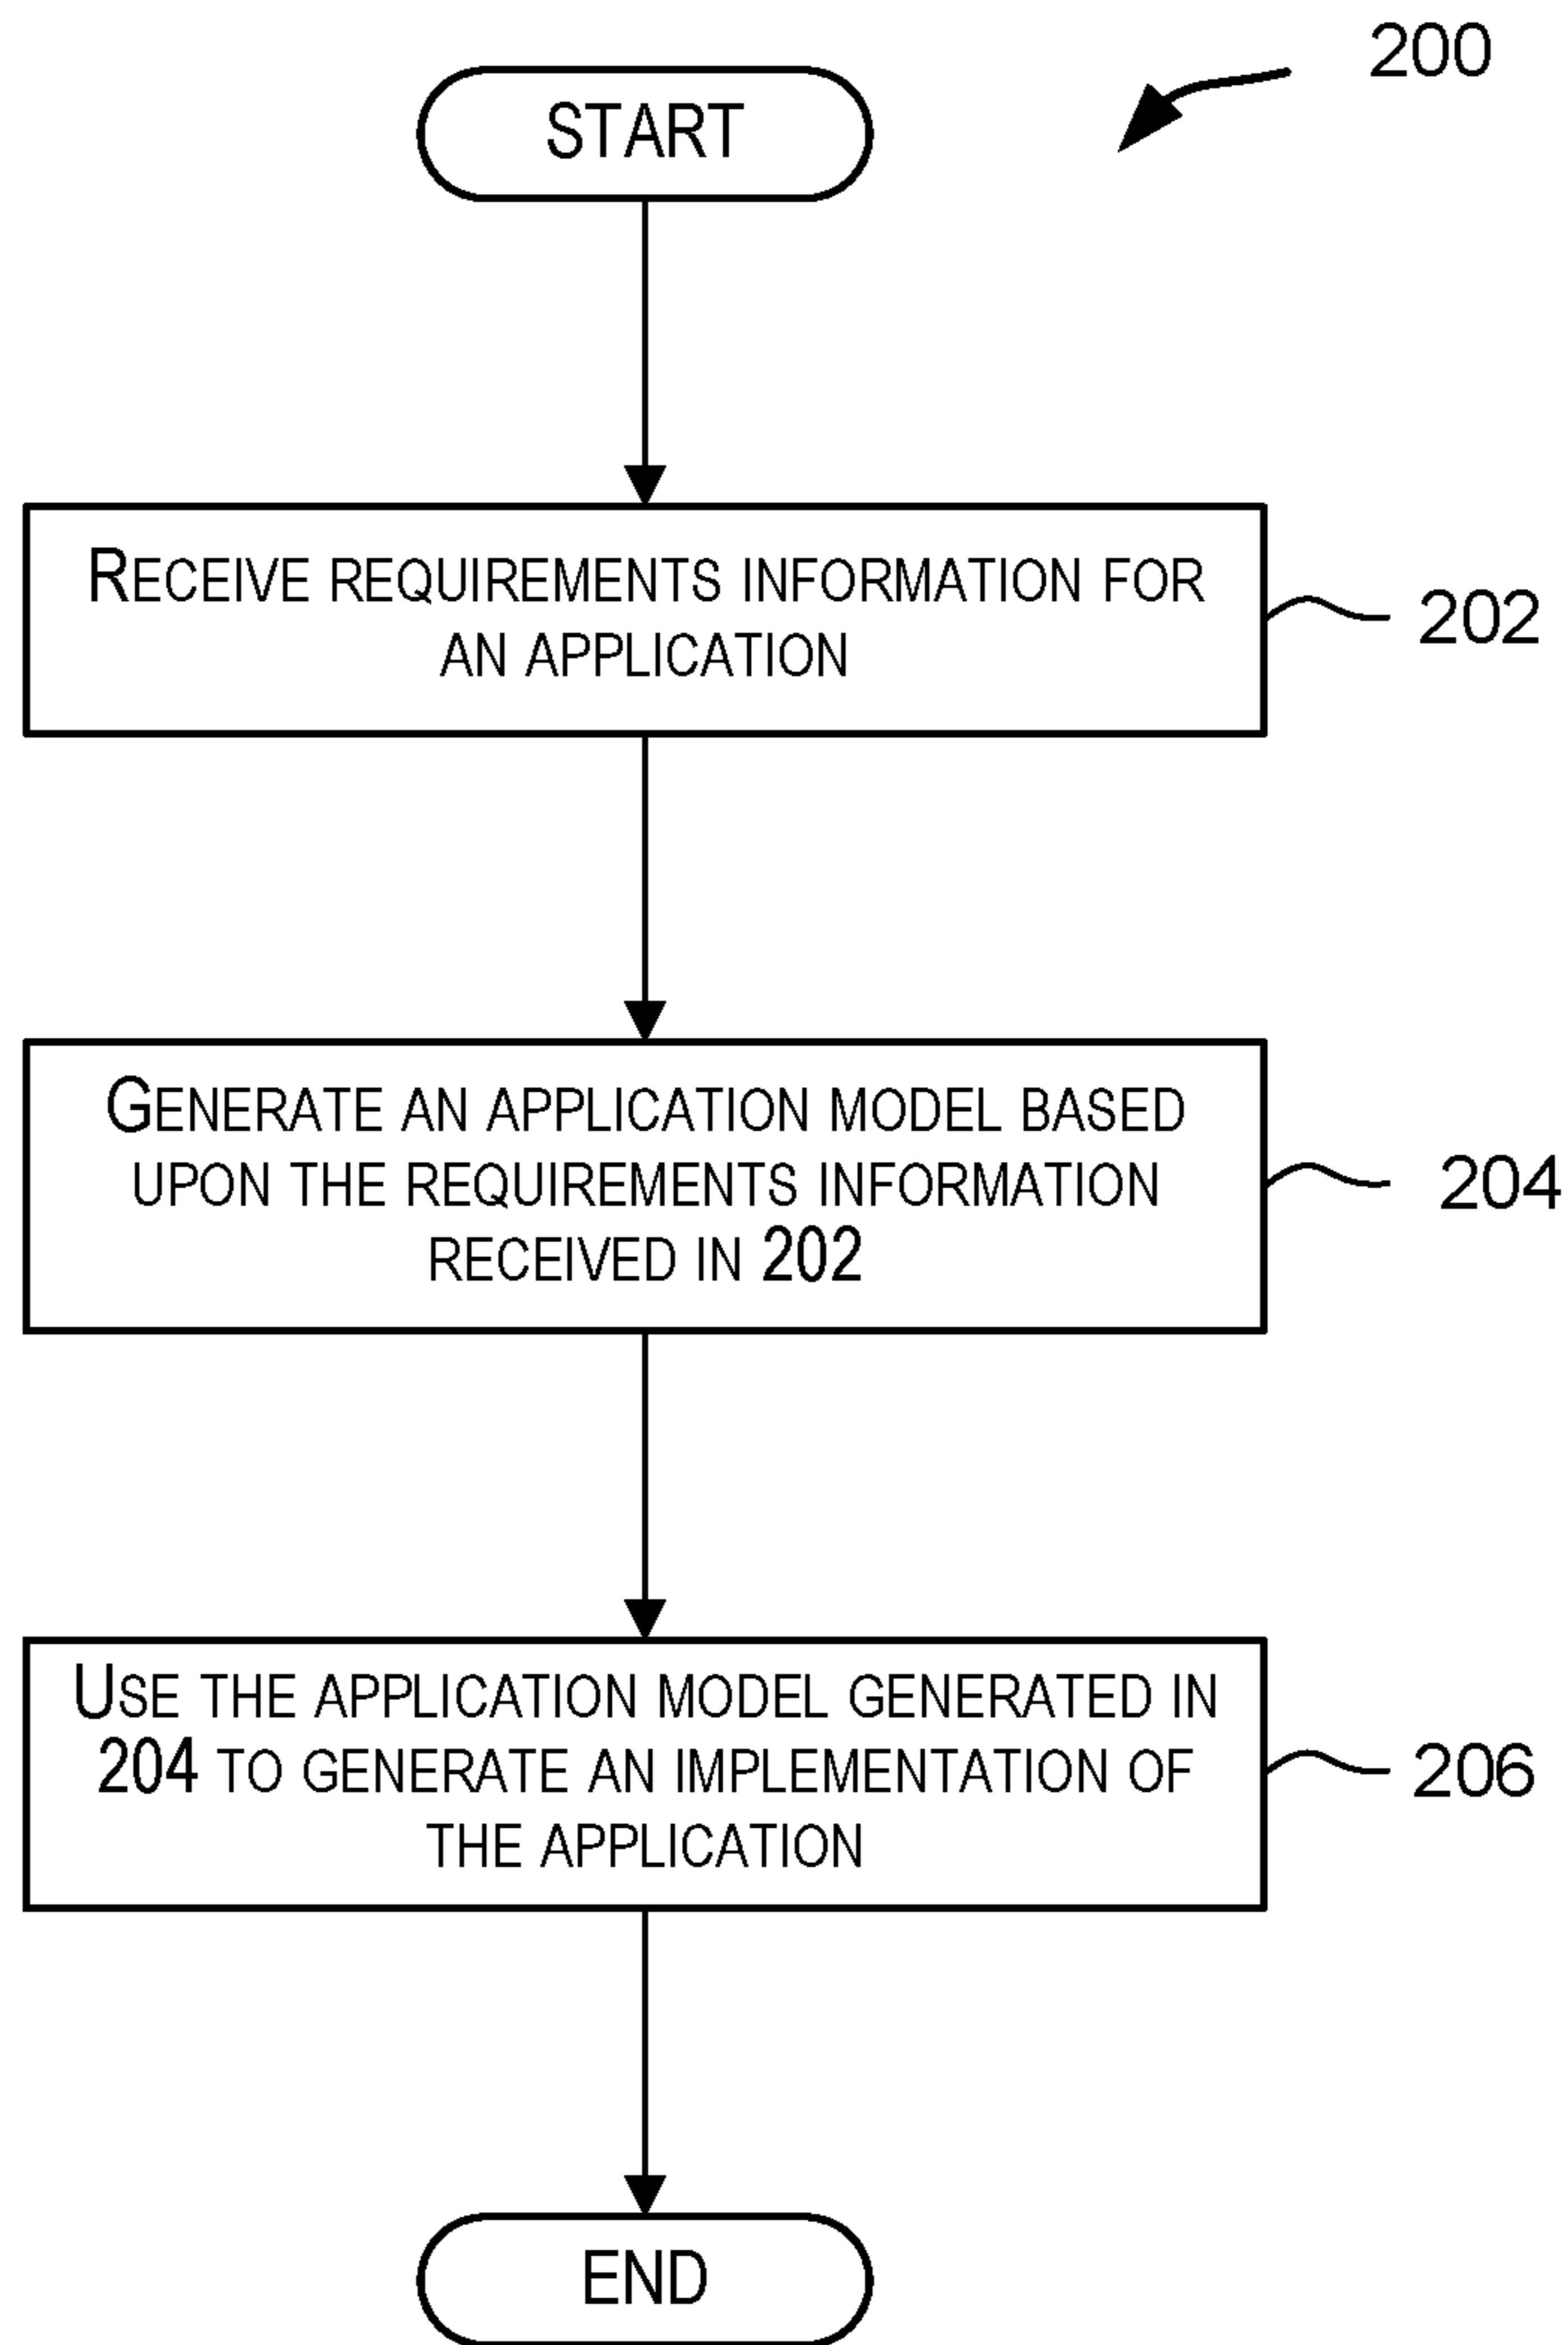 200
START
RECEIVE REQUIREMENTS INFORMATION FOR
AN APPLICATION
202
GENERATE AN APPLICATION MODEL BASED
UPON THE REQUIREMENTS INFORMATION
RECEIVED IN 202
204
USE THE APPLICATION MODEL GENERATED IN
204 TO GENERATE AN IMPLEMENTATION OF
THE APPLICATION
206
END